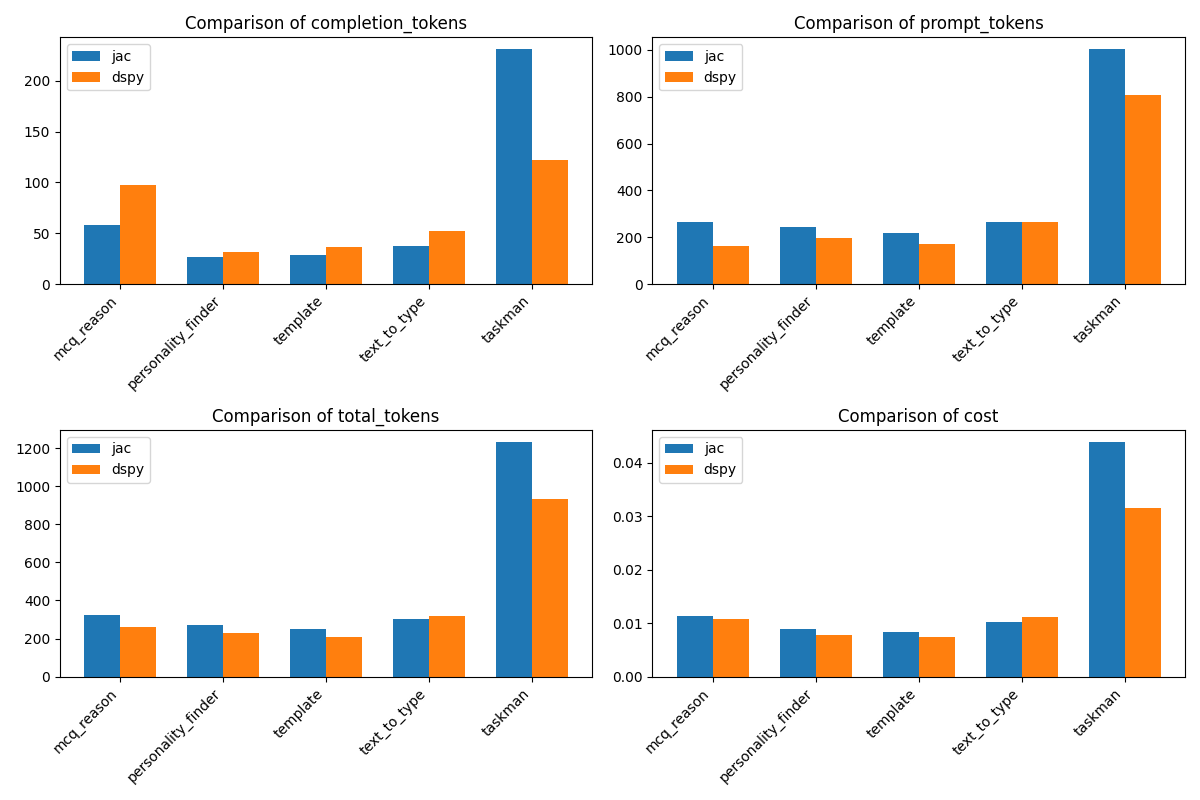 Comparison of completion_tokens
jac
dspy
200
150
100
50
0
mcq_reason
personality_finder
template
text_to_type
taskman
Comparison of prompt_tokens
jac
dspy
1000
800
600
400
200
0
mcq_reason
personality_finder
template
text_to_type
taskman
Comparison of total_tokens
jac
dspy
1200
1000
800
600
400
200
0
mcq_reason
personality_finder
template
text_to_type
taskman
Comparison of cost
jac
dspy
0.04
0.03
0.02
0.01
0.00
mcq_reason
personality_finder
template
text_to_type
taskman